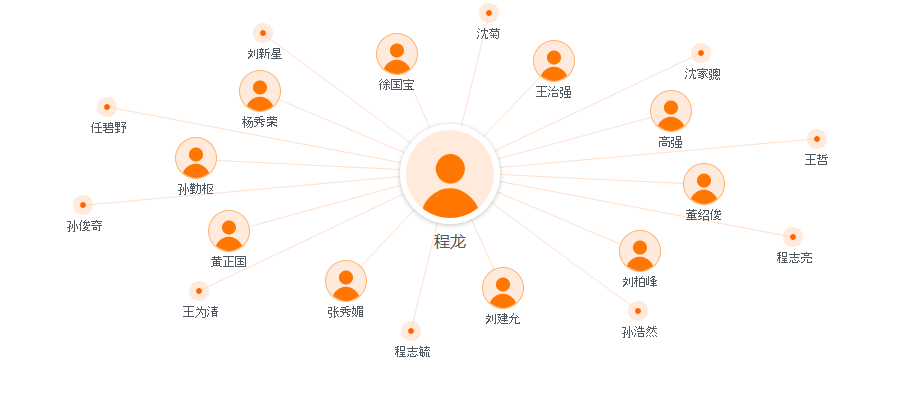 沈菊
刘新星
沈家骢
徐国宝
王治强
杨秀荣
任碧野
高强
王哲
孙勤枢
董绍俊
孙俊奇
程龙
程志亮
黄正国
刘柏峰
王为清
张秀媚
刘建允
孙浩然
程志毓